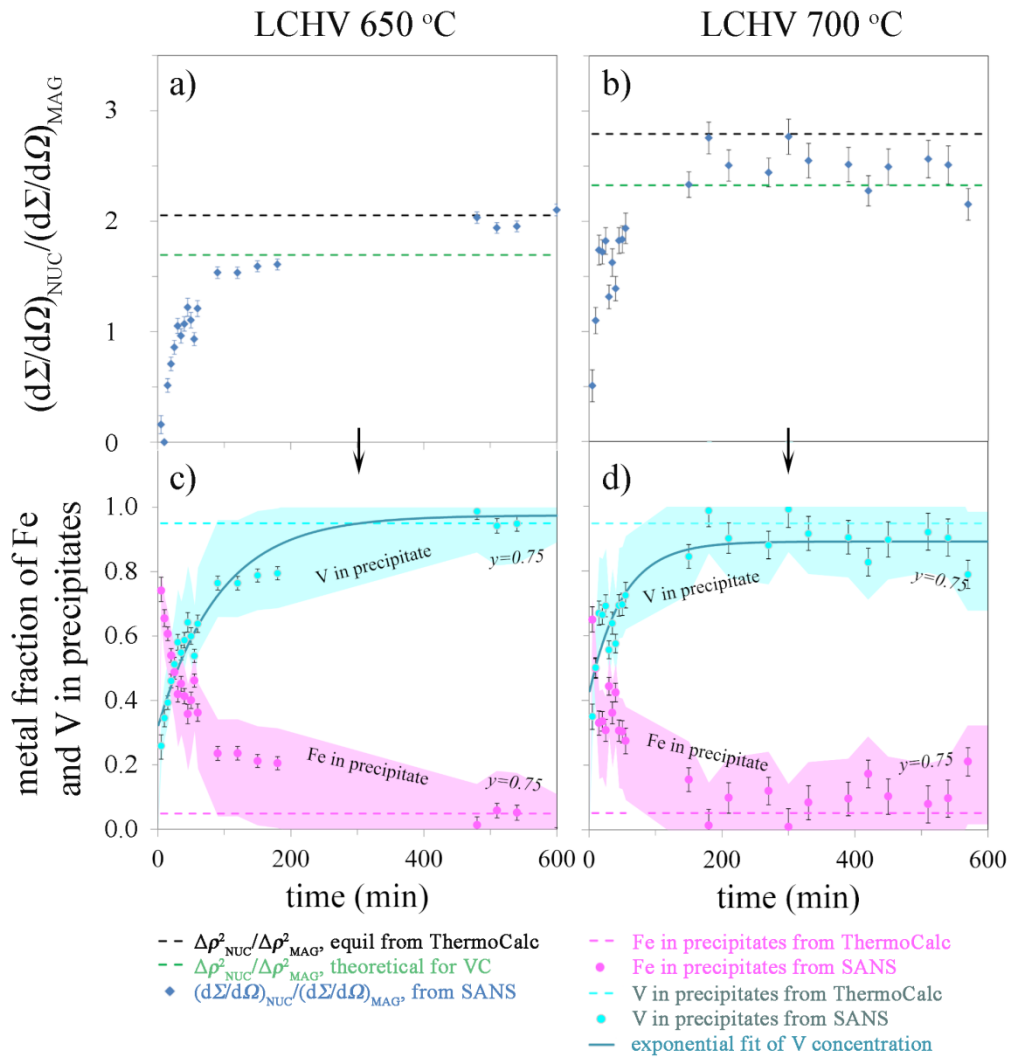 LCHV 650 °C
LCHV 700 °C
(dΣ/dΩ)NUC/(dΣ/dΩ)MAG
a)
b)
3
2
1
0
metal fraction of Fe
and V in precipitates
c)
d)
1.0
0.8
0.6
0.4
0.2
0.0
V in precipitate
y=0.75
Fe in precipitate
y=0.75
V in precipitate
y=0.75
Fe in precipitate
y=0.75
0 200 400 600
0 200 400 600
time (min)
time (min)
Δρ²NUC/Δρ²MAG, equil from ThermoCalc
Δρ²NUC/Δρ²MAG, theoretical for VC
(dΣ/dΩ)NUC/(dΣ/dΩ)MAG, from SANS
Fe in precipitates from ThermoCalc
Fe in precipitates from SANS
V in precipitates from ThermoCalc
V in precipitates from SANS
exponential fit of V concentration